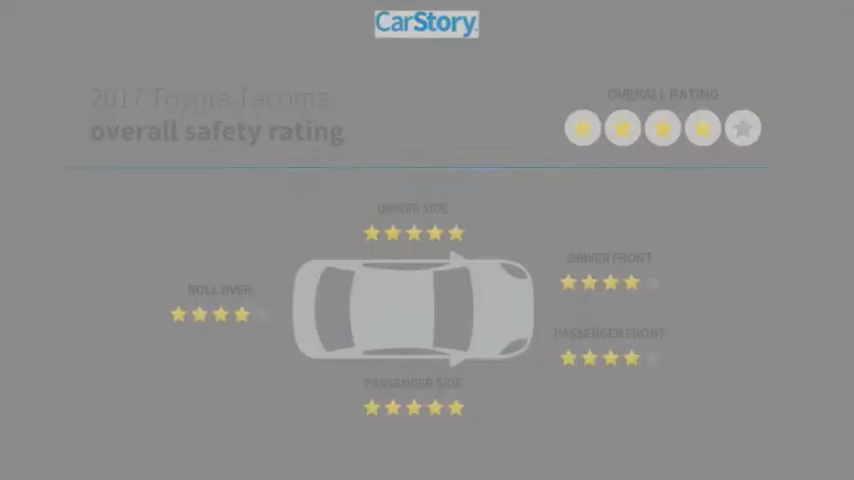 CarStory
2017 Toyota Tacoma
overall safety rating
OVERALL RATING
DRIVER SIDE
DRIVER FRONT
ROLL OVER
PASSENGER FRONT
PASSENGER SIDE